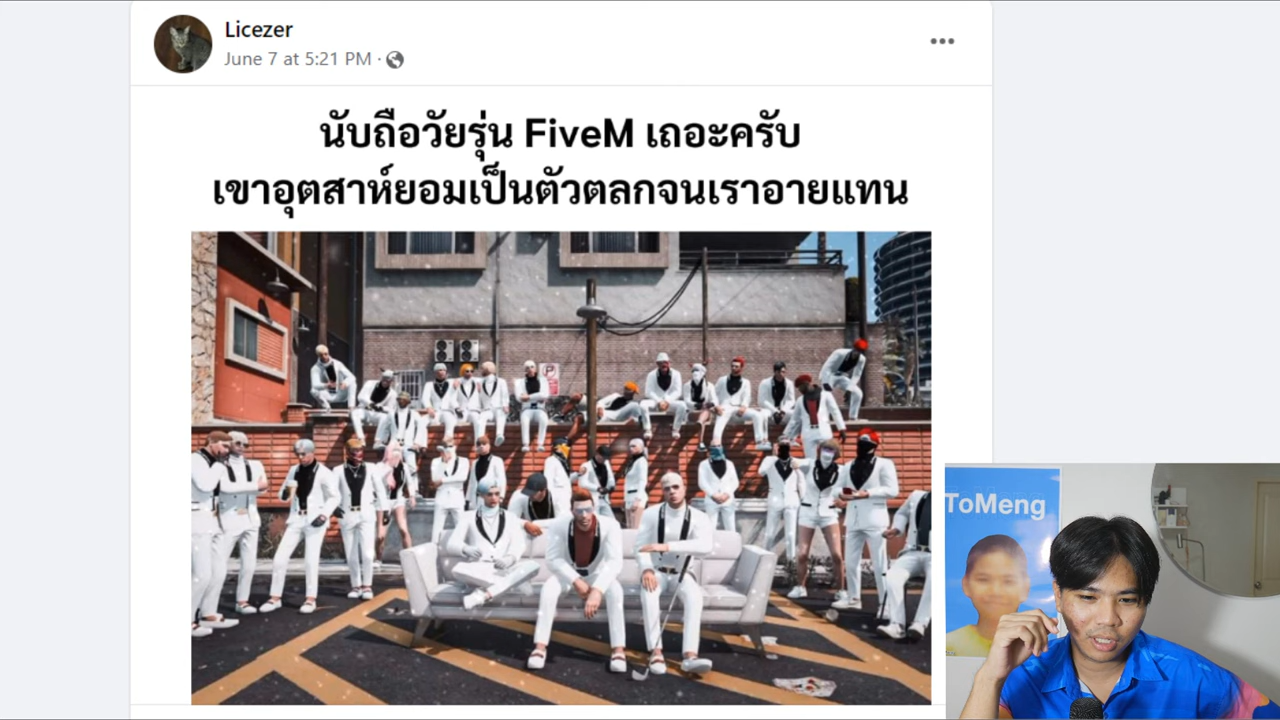 Licezer
June 7 at 5:21 PM ·
นับถือวัยรุ่น FiveM เถอะครับ
เขาอุตสาห์ยอมเป็นตัวตลกจนเราอายแทน
P
ToMeng